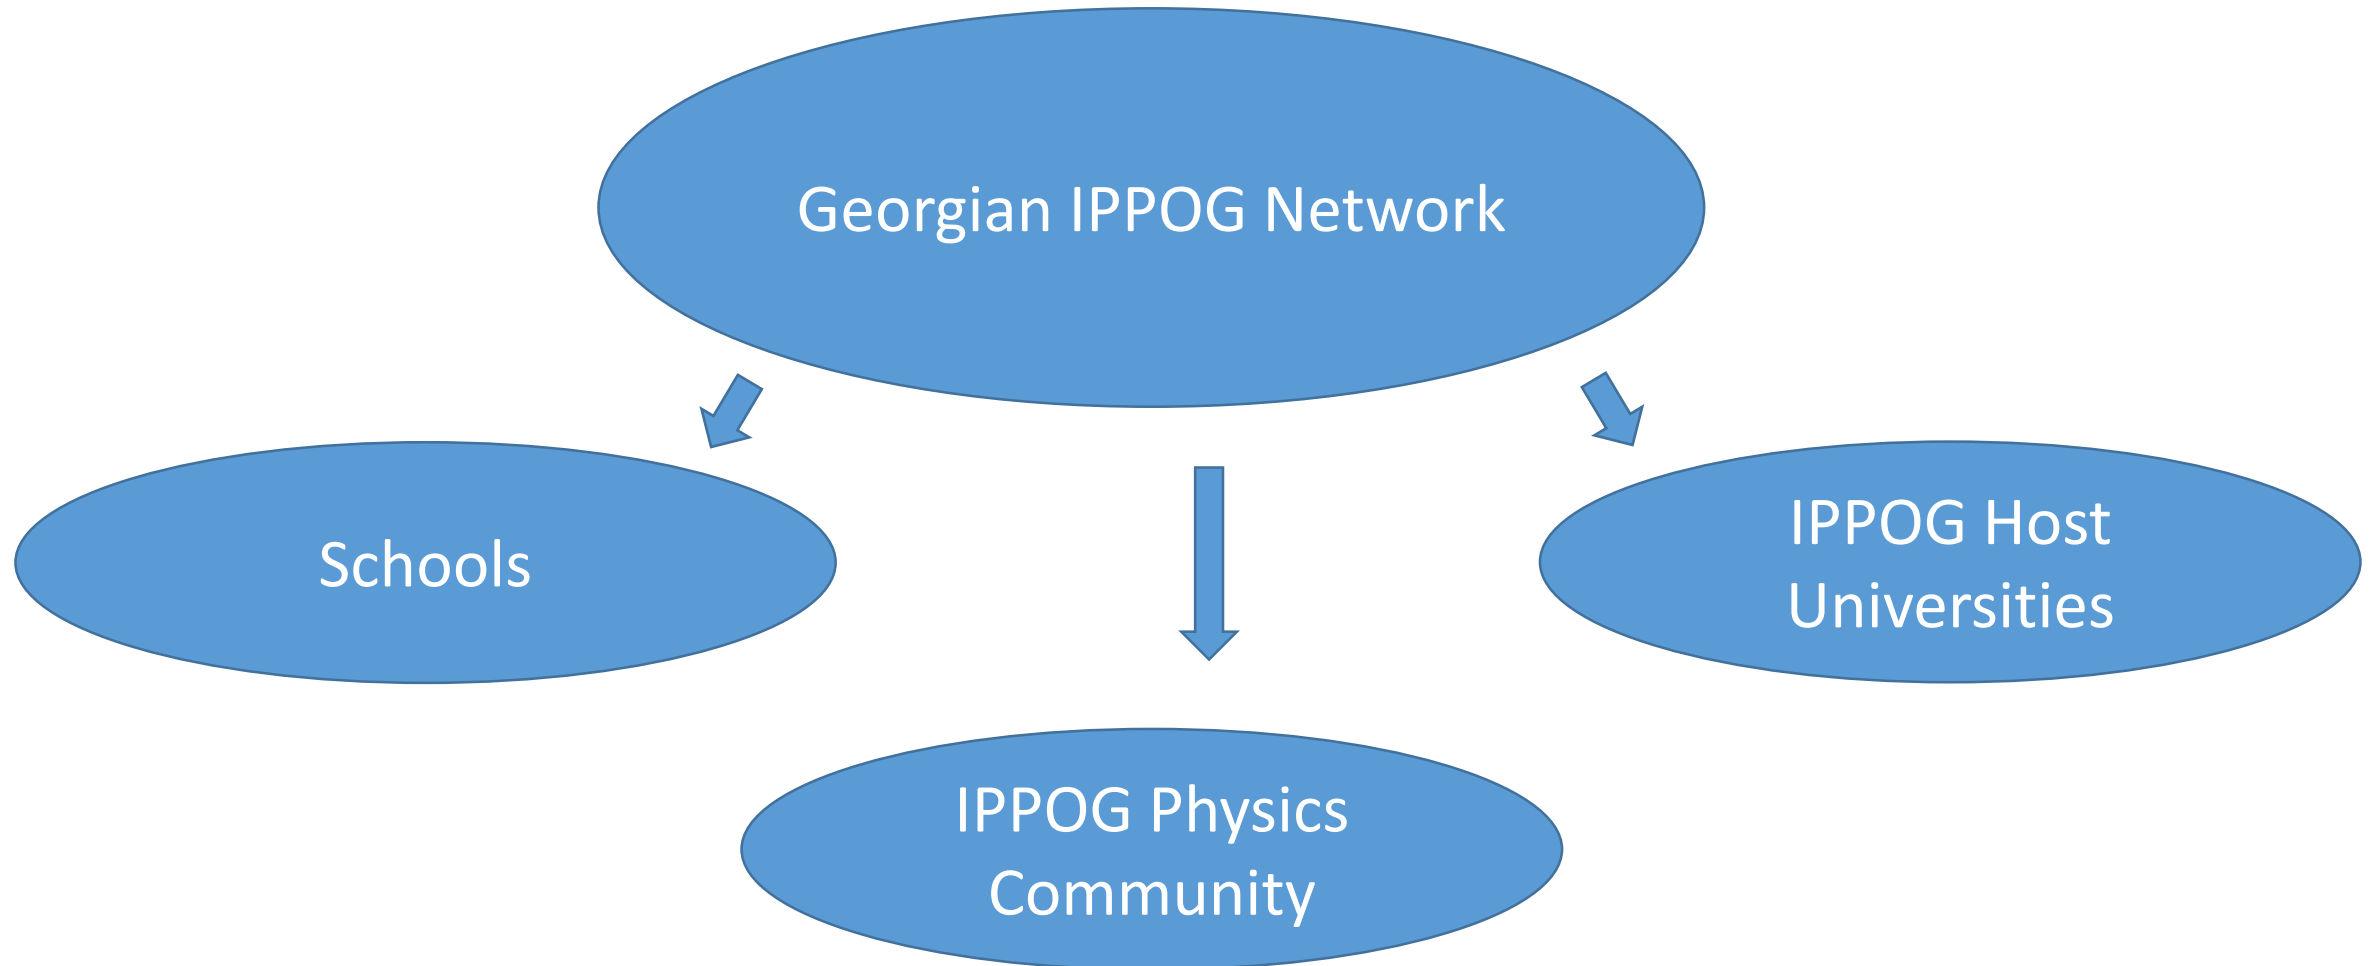 Georgian IPPOG Network
Schools
IPPOG Host
Universities
IPPOG Physics
Community